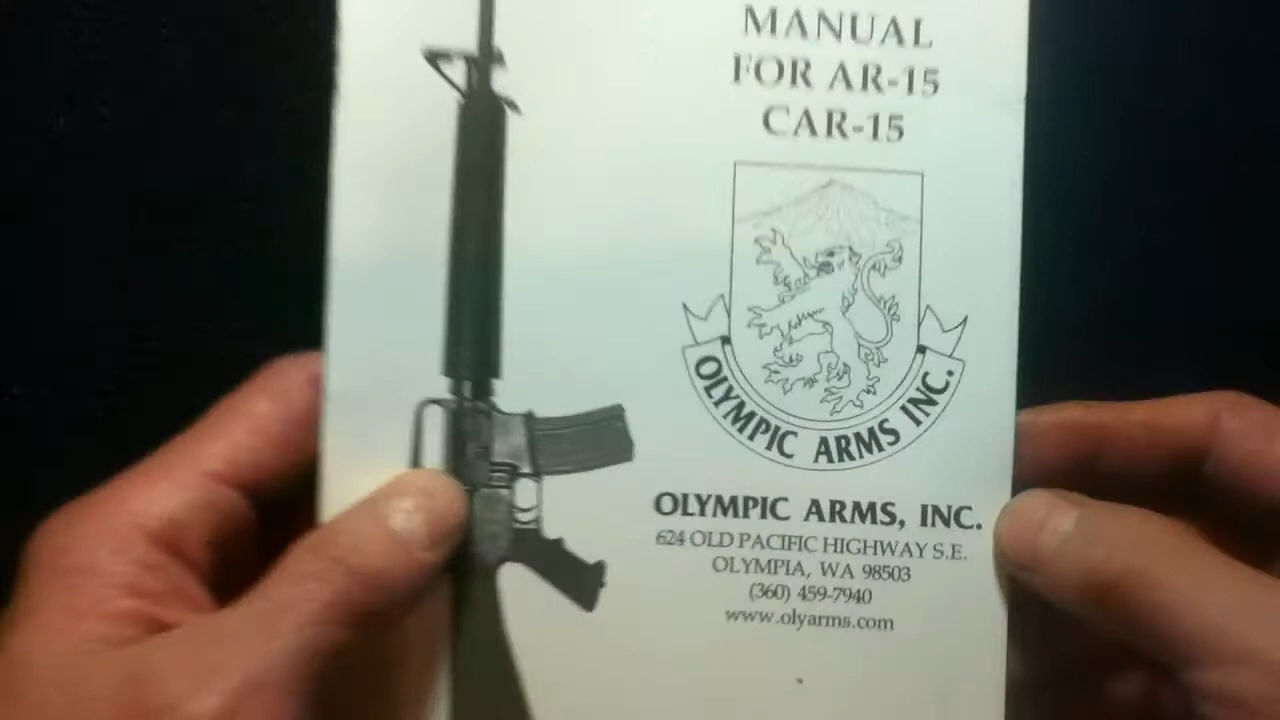 MANUAL
FOR AR-15
CAR-15
OLYMPIC ARMS INC.
OLYMPIC ARMS, INC.
624 OLD PACIFIC HIGHWAY S.E.
OLYMPIA, WA 98503
(360) 459-7940
www.olyarms.com